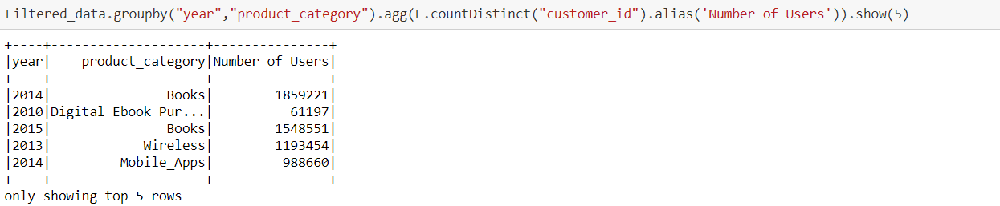 Filtered_data.groupby("year","product_category").agg(F.countDistinct("customer_id").alias('Number of Users')).show(5)
+----+--------------------+---------------+
|year|    product_category|Number of Users|
+----+--------------------+---------------+
|2014|               Books|        1859221|
|2010|Digital_Ebook_Pur...|          61197|
|2015|               Books|        1548551|
|2013|            Wireless|        1193454|
|2014|         Mobile_Apps|         988660|
+----+--------------------+---------------+
only showing top 5 rows